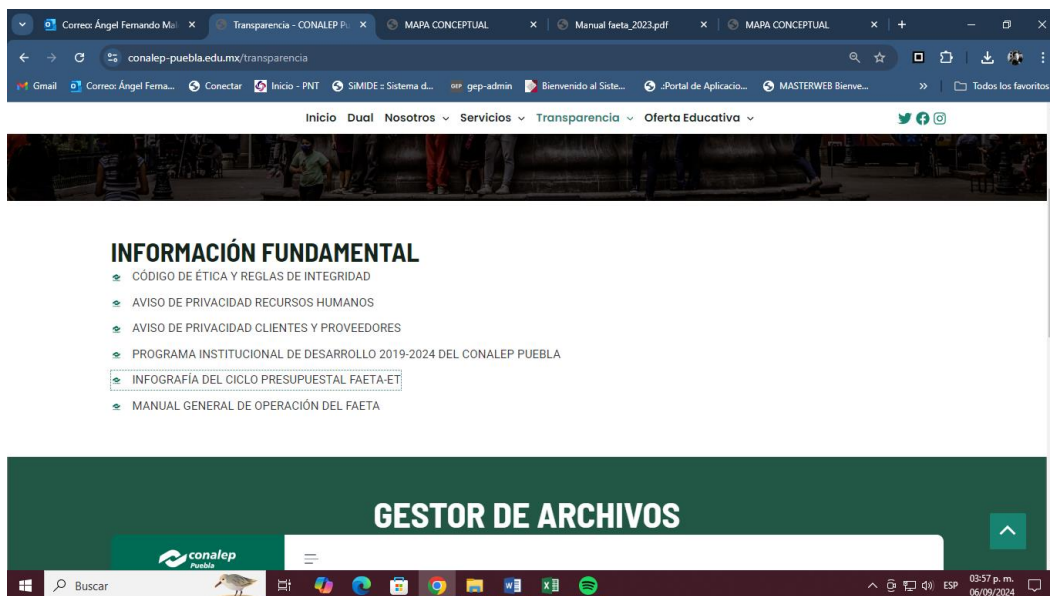 Correo: Ángel Fernando Mal
Transparencia - CONALEP Pu
MAPA CONCEPTUAL
Manual faeta_2023.pdf
MAPA CONCEPTUAL
conalep-puebla.edu.mx/transparencia
Gmail
Correo: Ángel Ferna...
Conectar
Inicio - PNT
SiMIDE :: Sistema d...
gep-admin
Bienvenido al Siste...
.:Portal de Aplicacio...
MASTERWEB Bienve...
Todos los favoritos
Inicio Dual Nosotros Servicios Transparencia Oferta Educativa
INFORMACIÓN FUNDAMENTAL
CÓDIGO DE ÉTICA Y REGLAS DE INTEGRIDAD
AVISO DE PRIVACIDAD RECURSOS HUMANOS
AVISO DE PRIVACIDAD CLIENTES Y PROVEEDORES
PROGRAMA INSTITUCIONAL DE DESARROLLO 2019-2024 DEL CONALEP PUEBLA
INFOGRAFÍA DEL CICLO PRESUPUESTAL FAETA-ET
MANUAL GENERAL DE OPERACIÓN DEL FAETA
GESTOR DE ARCHIVOS
conalep
Puebla
Buscar
ESP
03:57 p. m.
06/09/2024